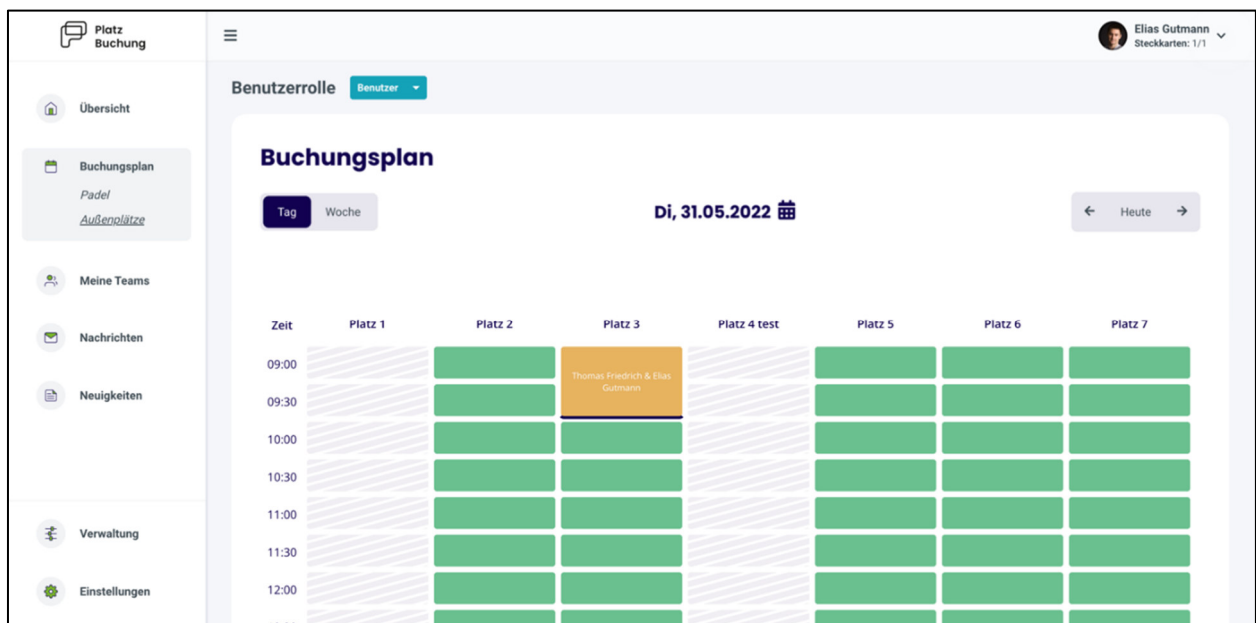 Platz
Buchung
Elias Gutmann
Steckkarten: 1/1
Benutzerrolle
Benutzer
Übersicht
Buchungsplan
Padel
Außenplätze
Meine Teams
Nachrichten
Neuigkeiten
Verwaltung
Einstellungen
Buchungsplan
Tag
Woche
Di, 31.05.2022
Heute
Zeit Platz 1 Platz 2 Platz 3 Platz 4 test Platz 5 Platz 6 Platz 7
09:00
Thomas Friedrich & Elias
Gutmann
09:30
10:00
10:30
11:00
11:30
12:00